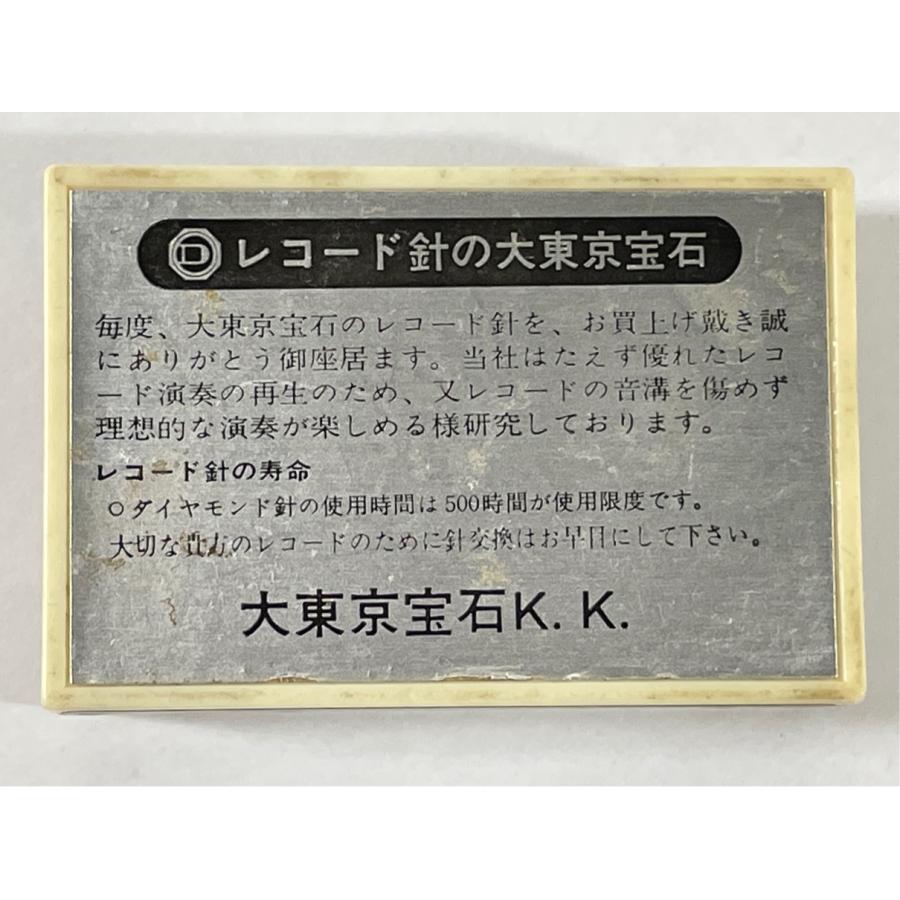 D レコード針の大東京宝石
毎度、大東京宝石のレコード針を、お買上げ戴き誠
にありがとう御座居ます。当社はたえず優れたレコ
ード演奏の再生のため、又レコードの音溝を傷めず
理想的な演奏が楽しめる様研究しております。
レコード針の寿命
○ダイヤモンド針の使用時間は500時間が使用限度です。
大切な貴方のレコードのために針交換はお早目にして下さい。
大東京宝石K.K.